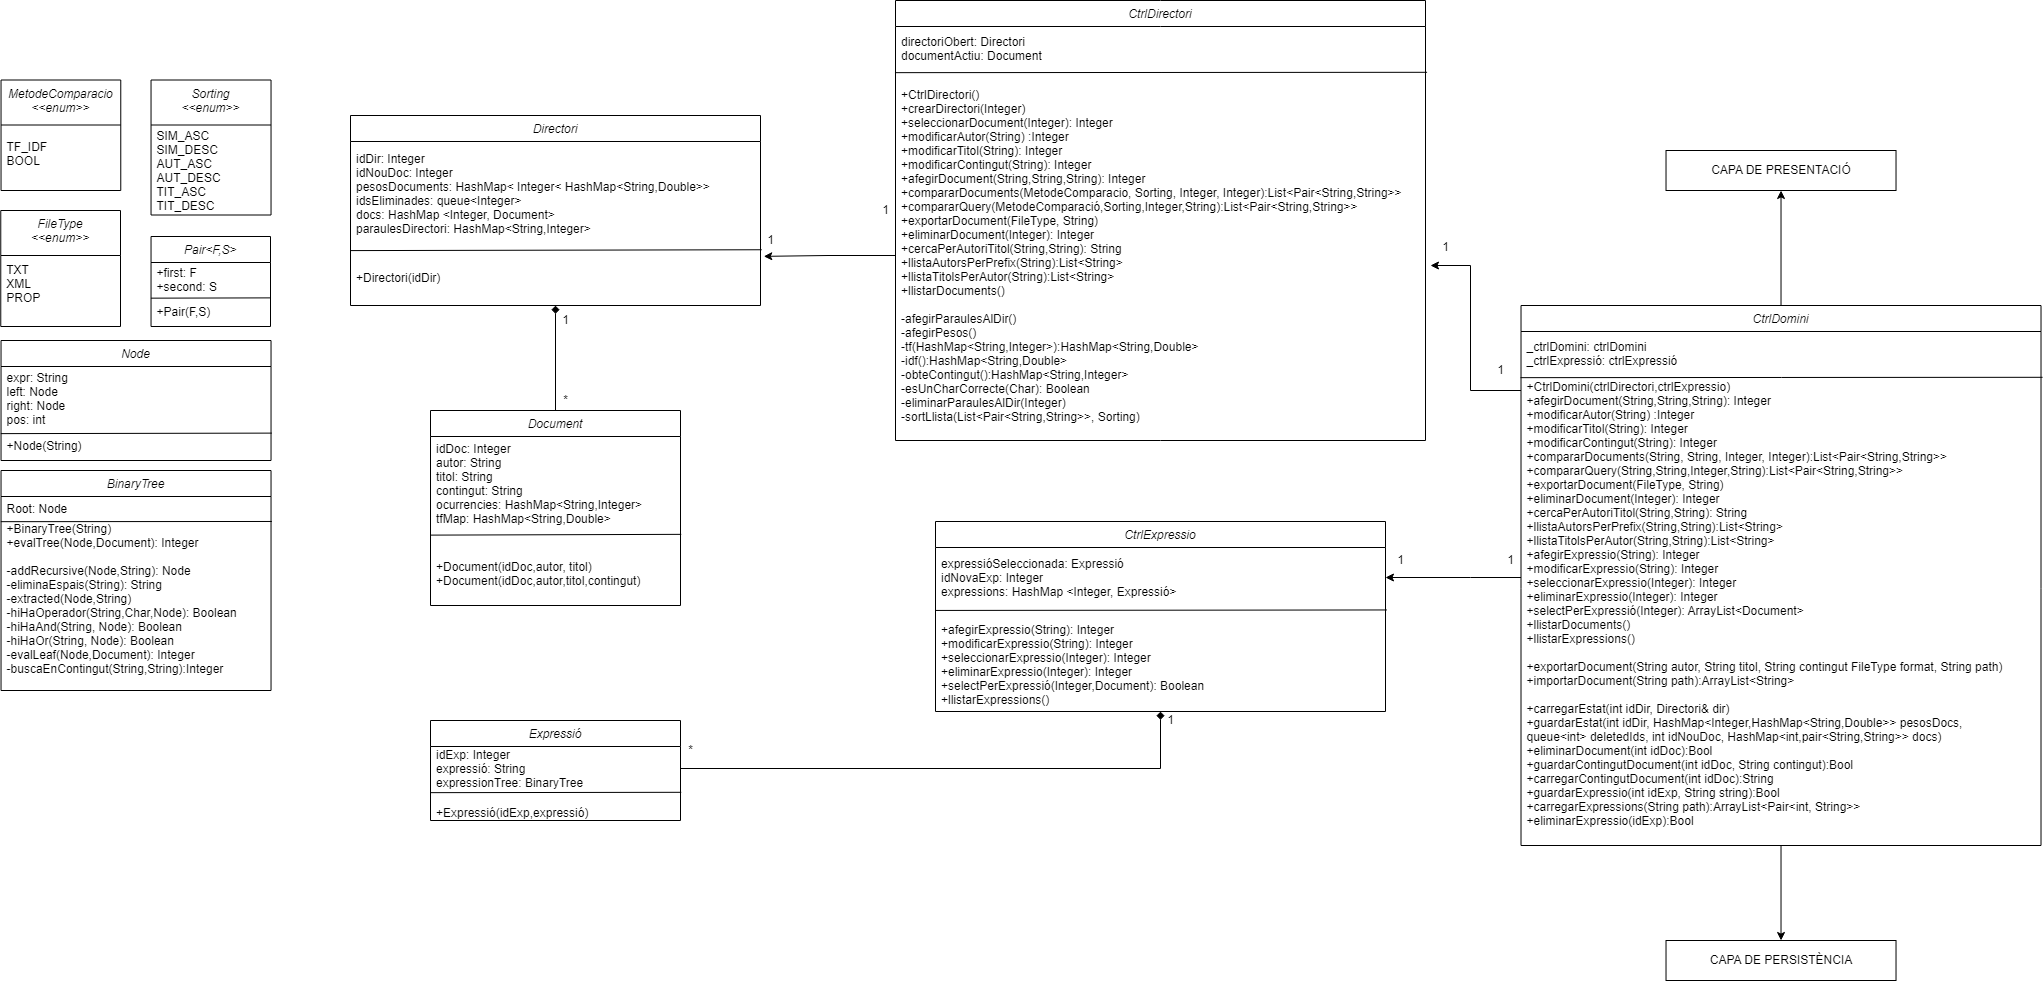 MetodeComparacio
<<enum>>
TF_IDF
BOOL
Sorting
<<enum>>
SIM_ASC
SIM_DESC
AUT_ASC
AUT_DESC
TIT_ASC
TIT_DESC
FileType
<<enum>>
TXT
XML
PROP
Pair<F,S>
+first: F
+second: S
+Pair(F,S)
Node
expr: String
left: Node
right: Node
pos: int
+Node(String)
BinaryTree
Root: Node
+BinaryTree(String)
+evalTree(Node,Document): Integer
-addRecursive(Node,String): Node
-eliminaEspais(String): String
-extracted(Node,String)
-hiHaOperador(String,Char,Node): Boolean
-hiHaAnd(String, Node): Boolean
-hiHaOr(String, Node): Boolean
-evalLeaf(Node,Document): Integer
-buscaEnContingut(String,String):Integer
Directori
idDir: Integer
idNouDoc: Integer
pesosDocuments: HashMap< Integer< HashMap<String,Double>>
idsEliminades: queue<Integer>
docs: HashMap <Integer, Document>
paraulesDirectori: HashMap<String,Integer>
+Directori(idDir)
1
*
Document
idDoc: Integer
autor: String
titol: String
contingut: String
ocurrencies: HashMap<String,Integer>
tfMap: HashMap<String,Double>
+Document(idDoc,autor, titol)
+Document(idDoc,autor,titol,contingut)
Expressió
idExp: Integer
expressió: String
expressionTree: BinaryTree
+Expressió(idExp,expressió)
*
1
1
1
CtrlDirectori
directoriObert: Directori
documentActiu: Document
+CtrlDirectori()
+crearDirectori(Integer)
+seleccionarDocument(Integer): Integer
+modificarAutor(String) :Integer
+modificarTitol(String): Integer
+modificarContingut(String): Integer
+afegirDocument(String,String,String): Integer
+compararDocuments(MetodeComparacio, Sorting, Integer, Integer):List<Pair<String,String>>
+compararQuery(MetodeComparació,Sorting,Integer,String):List<Pair<String,String>>
+exportarDocument(FileType, String)
+eliminarDocument(Integer): Integer
+cercaPerAutoriTitol(String,String): String
+llistaAutorsPerPrefix(String):List<String>
+llistaTitolsPerAutor(String):List<String>
+llistarDocuments()
-afegirParaulesAlDir()
-afegirPesos()
-tf(HashMap<String,Integer>):HashMap<String,Double>
-idf():HashMap<String,Double>
-obteContingut():HashMap<String,Integer>
-esUnCharCorrecte(Char): Boolean
-eliminarParaulesAlDir(Integer)
-sortLlista(List<Pair<String,String>>, Sorting)
CtrlExpressio
expressióSeleccionada: Expressió
idNovaExp: Integer
expressions: HashMap <Integer, Expressió>
+afegirExpressio(String): Integer
+modificarExpressio(String): Integer
+seleccionarExpressio(Integer): Integer
+eliminarExpressio(Integer): Integer
+selectPerExpressió(Integer,Document): Boolean
+llistarExpressions()
1
1
1
1
CAPA DE PRESENTACIÓ
CtrlDomini
_ctrlDomini: ctrlDomini
_ctrlExpressió: ctrlExpressió
+CtrlDomini(ctrlDirectori,ctrlExpressio)
+afegirDocument(String,String,String): Integer
+modificarAutor(String) :Integer
+modificarTitol(String): Integer
+modificarContingut(String): Integer
+compararDocuments(String, String, Integer, Integer):List<Pair<String,String>>
+compararQuery(String,String,Integer,String):List<Pair<String,String>>
+exportarDocument(FileType, String)
+eliminarDocument(Integer): Integer
+cercaPerAutoriTitol(String,String): String
+llistaAutorsPerPrefix(String,String):List<String>
+llistaTitolsPerAutor(String,String):List<String>
+afegirExpressio(String): Integer
+modificarExpressio(String): Integer
+seleccionarExpressio(Integer): Integer
+eliminarExpressio(Integer): Integer
+selectPerExpressió(Integer): ArrayList<Document>
+llistarDocuments()
+llistarExpressions()
+exportarDocument(String autor, String titol, String contingut FileType format, String path)
+importarDocument(String path):ArrayList<String>
+carregarEstat(int idDir, Directori& dir)
+guardarEstat(int idDir, HashMap<Integer,HashMap<String,Double>> pesosDocs,
queue<int> deletedIds, int idNouDoc, HashMap<int,pair<String,String>> docs)
+eliminarDocument(int idDoc):Bool
+guardarContingutDocument(int idDoc, String contingut):Bool
+carregarContingutDocument(int idDoc):String
+guardarExpressio(int idExp, String string):Bool
+carregarExpressions(String path):ArrayList<Pair<int, String>>
+eliminarExpressio(idExp):Bool
CAPA DE PERSISTÈNCIA